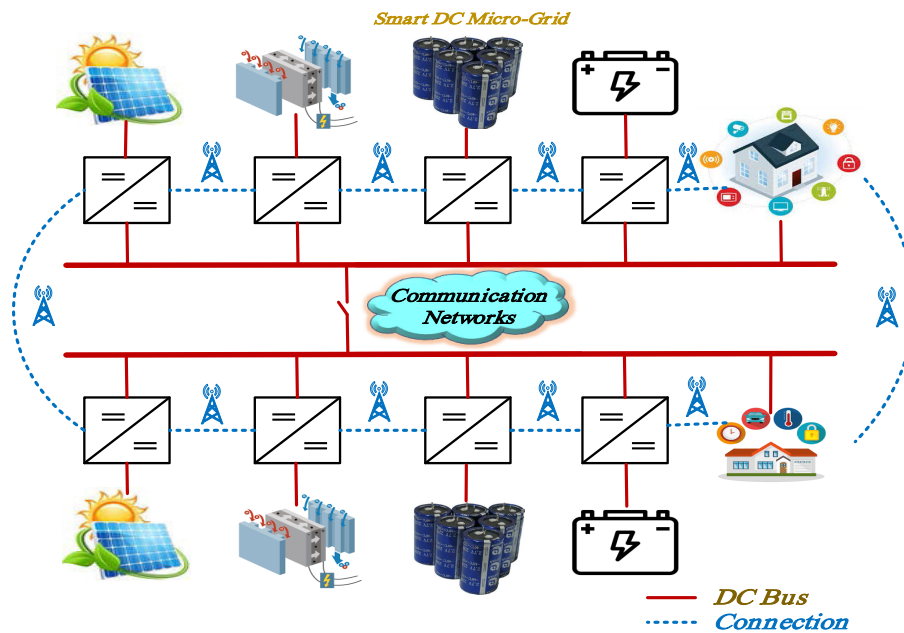 Smart DC Micro-Grid
Communication
Networks
DC Bus
Connection